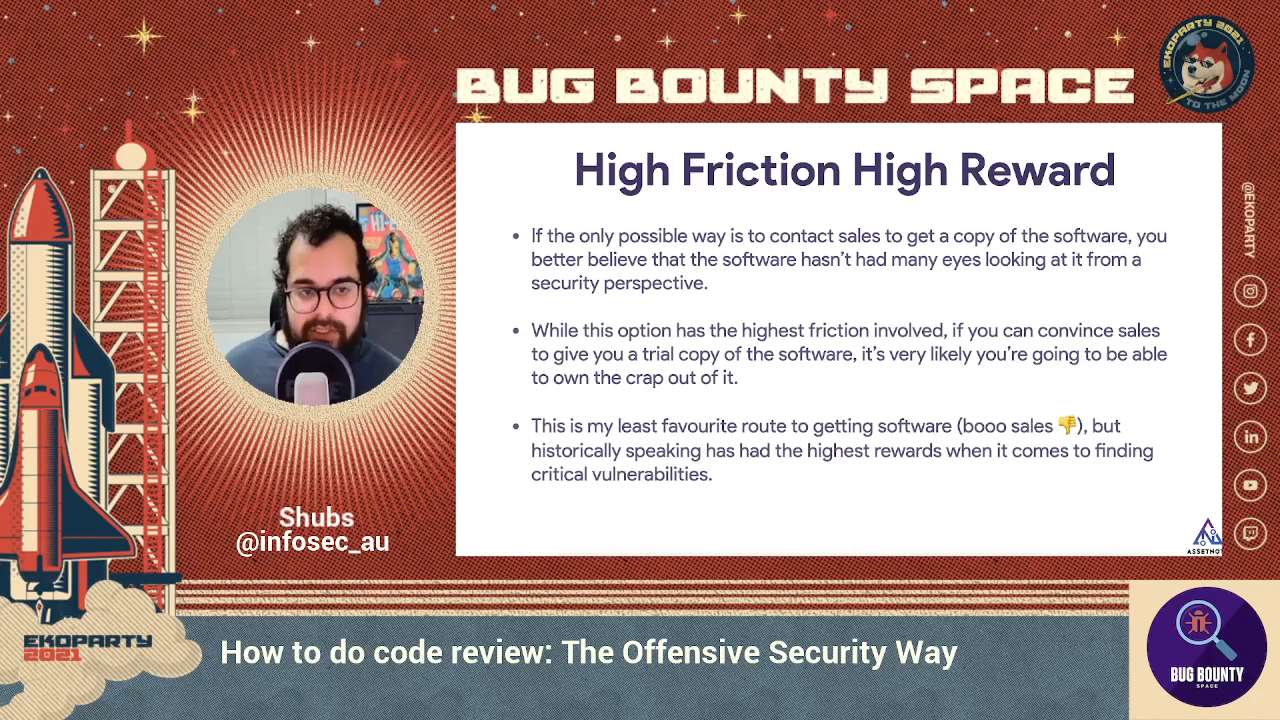 BUG BOUNTY SPACE
EKOPARTY 2021
TO THE MOON
High Friction High Reward
• If the only possible way is to contact sales to get a copy of the software, you
better believe that the software hasn't had many eyes looking at it from a
security perspective.
• While this option has the highest friction involved, if you can convince sales
to give you a trial copy of the software, it's very likely you're going to be able
to own the crap out of it.
• This is my least favourite route to getting software (booo sales 👎), but
historically speaking has had the highest rewards when it comes to finding
critical vulnerabilities.
@EKOPARTY
Shubs
@infosec_au
ASSETNOT
EKOPARTY
2021
How to do code review: The Offensive Security Way
BUG BOUNTY
SPACE